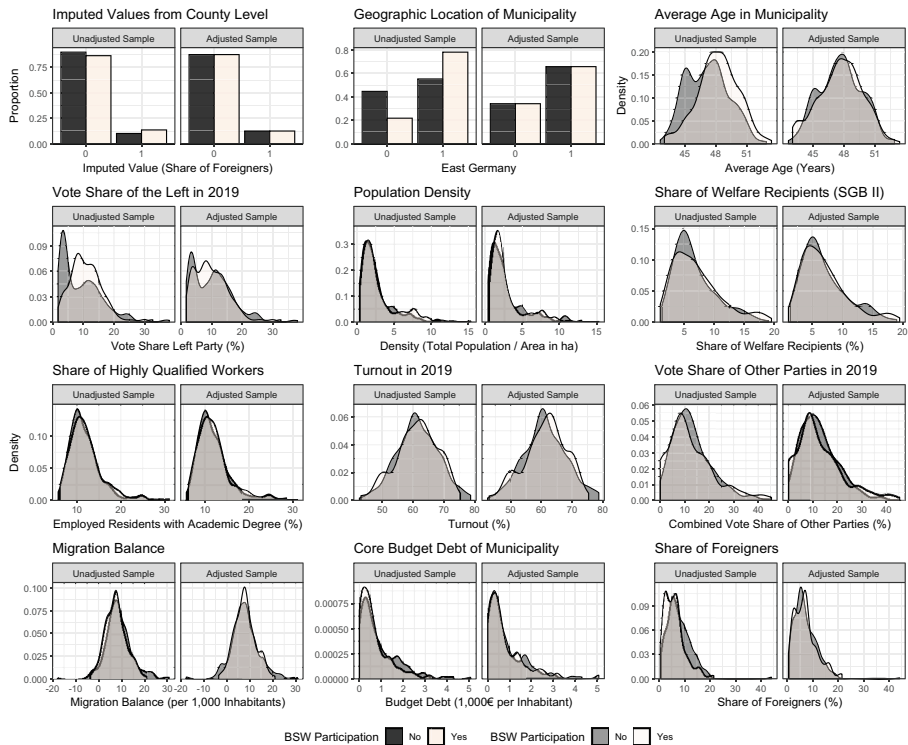 Imputed Values from County Level
Geographic Location of Municipality
Average Age in Municipality
Unadjusted Sample Adjusted Sample
Unadjusted Sample Adjusted Sample
Unadjusted Sample Adjusted Sample
Proportion
0.75
0.50
0.25
0.00
0 1 0 1
Imputed Value (Share of Foreigners)
0.8
0.6
0.4
0.2
0.0
0 1 0 1
East Germany
Density
0.20
0.15
0.10
0.05
0.00
45 48 51 45 48 51
Average Age (Years)
Vote Share of the Left in 2019
Population Density
Share of Welfare Recipients (SGB II)
Unadjusted Sample Adjusted Sample
Unadjusted Sample Adjusted Sample
Unadjusted Sample Adjusted Sample
0.09
0.06
0.03
0.00
0 10 20 30 0 10 20 30
Vote Share Left Party (%)
0.3
0.2
0.1
0.0
0 5 10 15 0 5 10 15
Density (Total Population / Area in ha)
0.15
0.10
0.05
0.00
5 10 15 20 5 10 15 20
Share of Welfare Recipients (%)
Share of Highly Qualified Workers
Turnout in 2019
Vote Share of Other Parties in 2019
Unadjusted Sample Adjusted Sample
Unadjusted Sample Adjusted Sample
Unadjusted Sample Adjusted Sample
Density
0.10
0.05
0.00
10 20 30 10 20 30
Employed Residents with Academic Degree (%)
0.06
0.04
0.02
0.00
50 60 70 80 50 60 70 80
Turnout (%)
0.06
0.05
0.04
0.03
0.02
0.01
0.00
0 10 20 30 40 0 10 20 30 40
Combined Vote Share of Other Parties (%)
Migration Balance
Core Budget Debt of Municipality
Share of Foreigners
Unadjusted Sample Adjusted Sample
Unadjusted Sample Adjusted Sample
Unadjusted Sample Adjusted Sample
0.100
0.075
0.050
0.025
0.000
-20 -10 0 10 20 30 -20 -10 0 10 20 30
Migration Balance (per 1,000 Inhabitants)
0.00075
0.00050
0.00025
0.00000
0 1 2 3 4 5 0 1 2 3 4 5
Budget Debt (1,000€ per Inhabitant)
0.09
0.06
0.03
0.00
0 10 20 30 40 0 10 20 30 40
Share of Foreigners (%)
BSW Participation No Yes BSW Participation No Yes